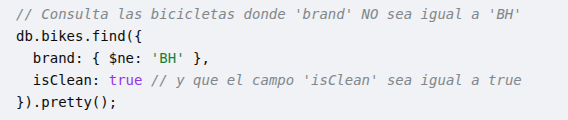 // Consulta las bicicletas donde 'brand' NO sea igual a 'BH'
db.bikes.find({
  brand: { $ne: 'BH' },
  isClean: true // y que el campo 'isClean' sea igual a true
}).pretty();